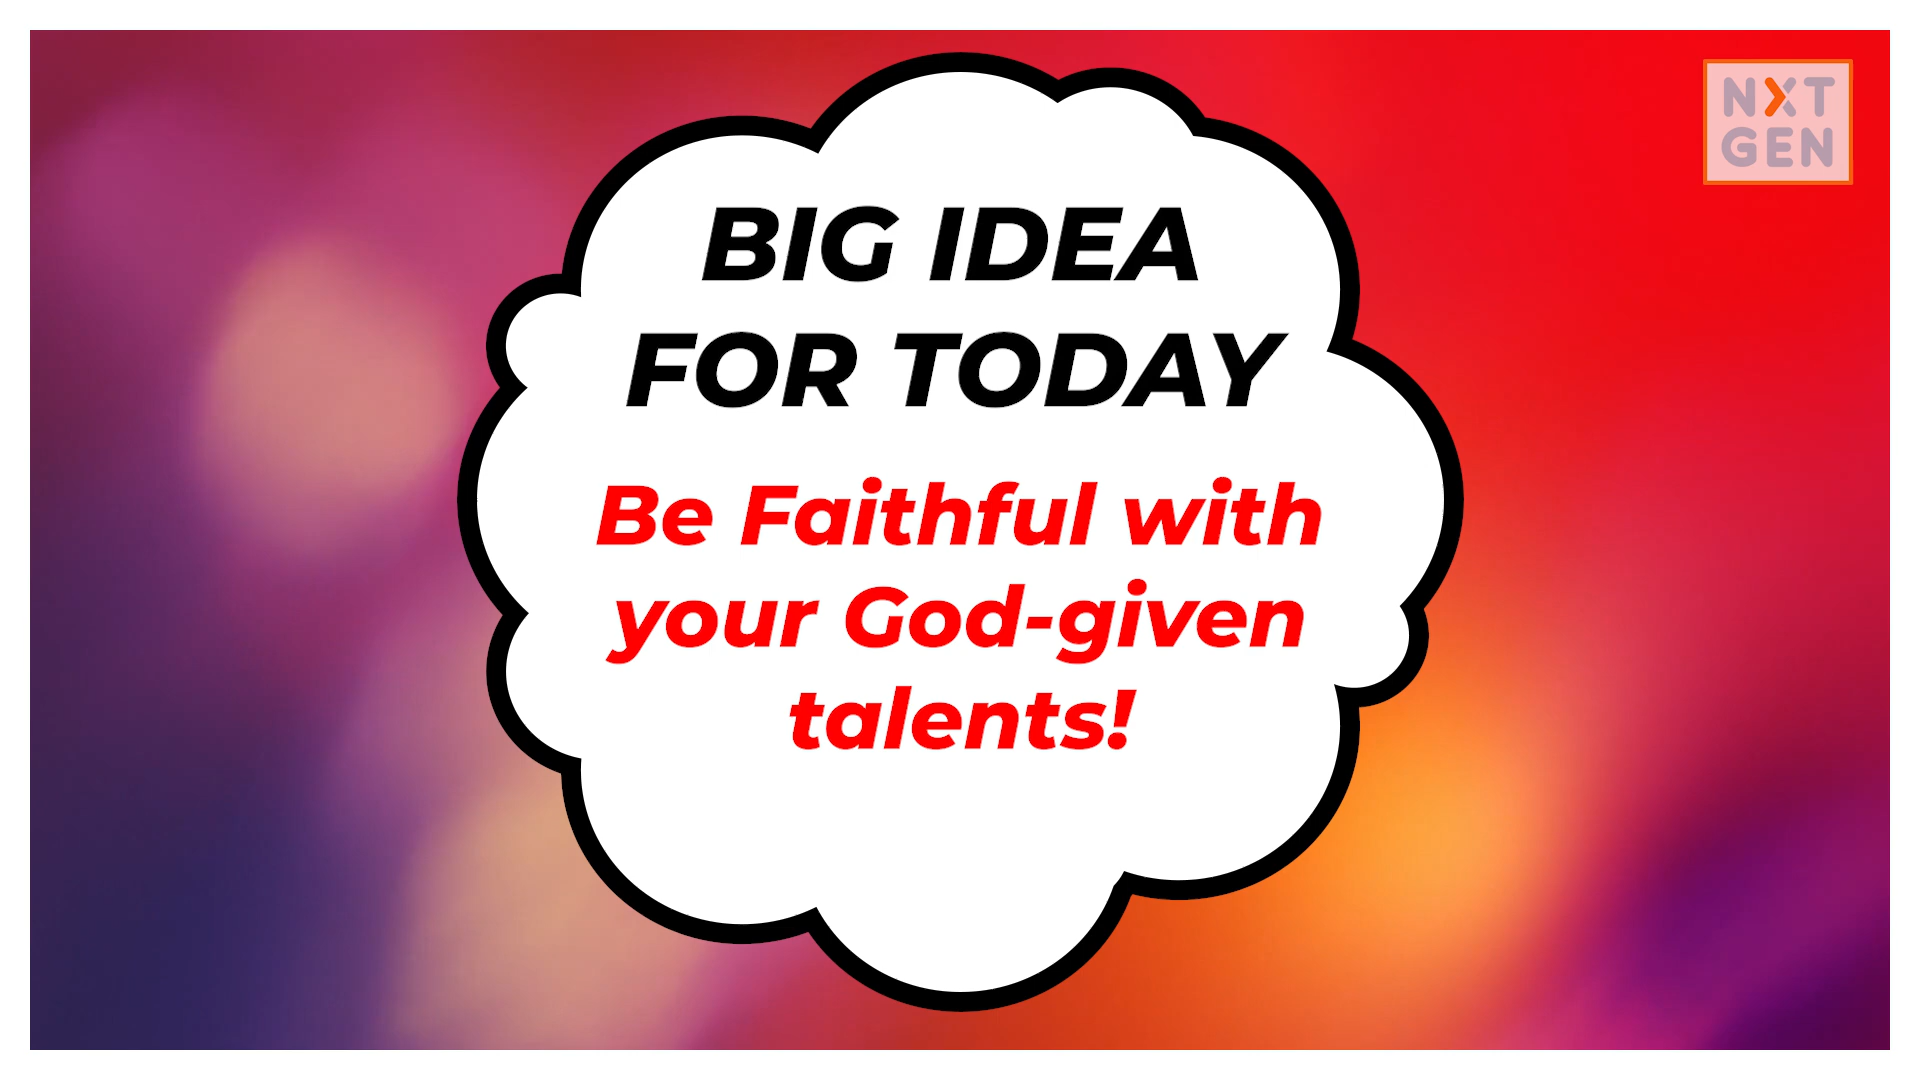 NXT
GEN
BIG IDEA
FOR TODAY
Be Faithful with
your God-given
talents!